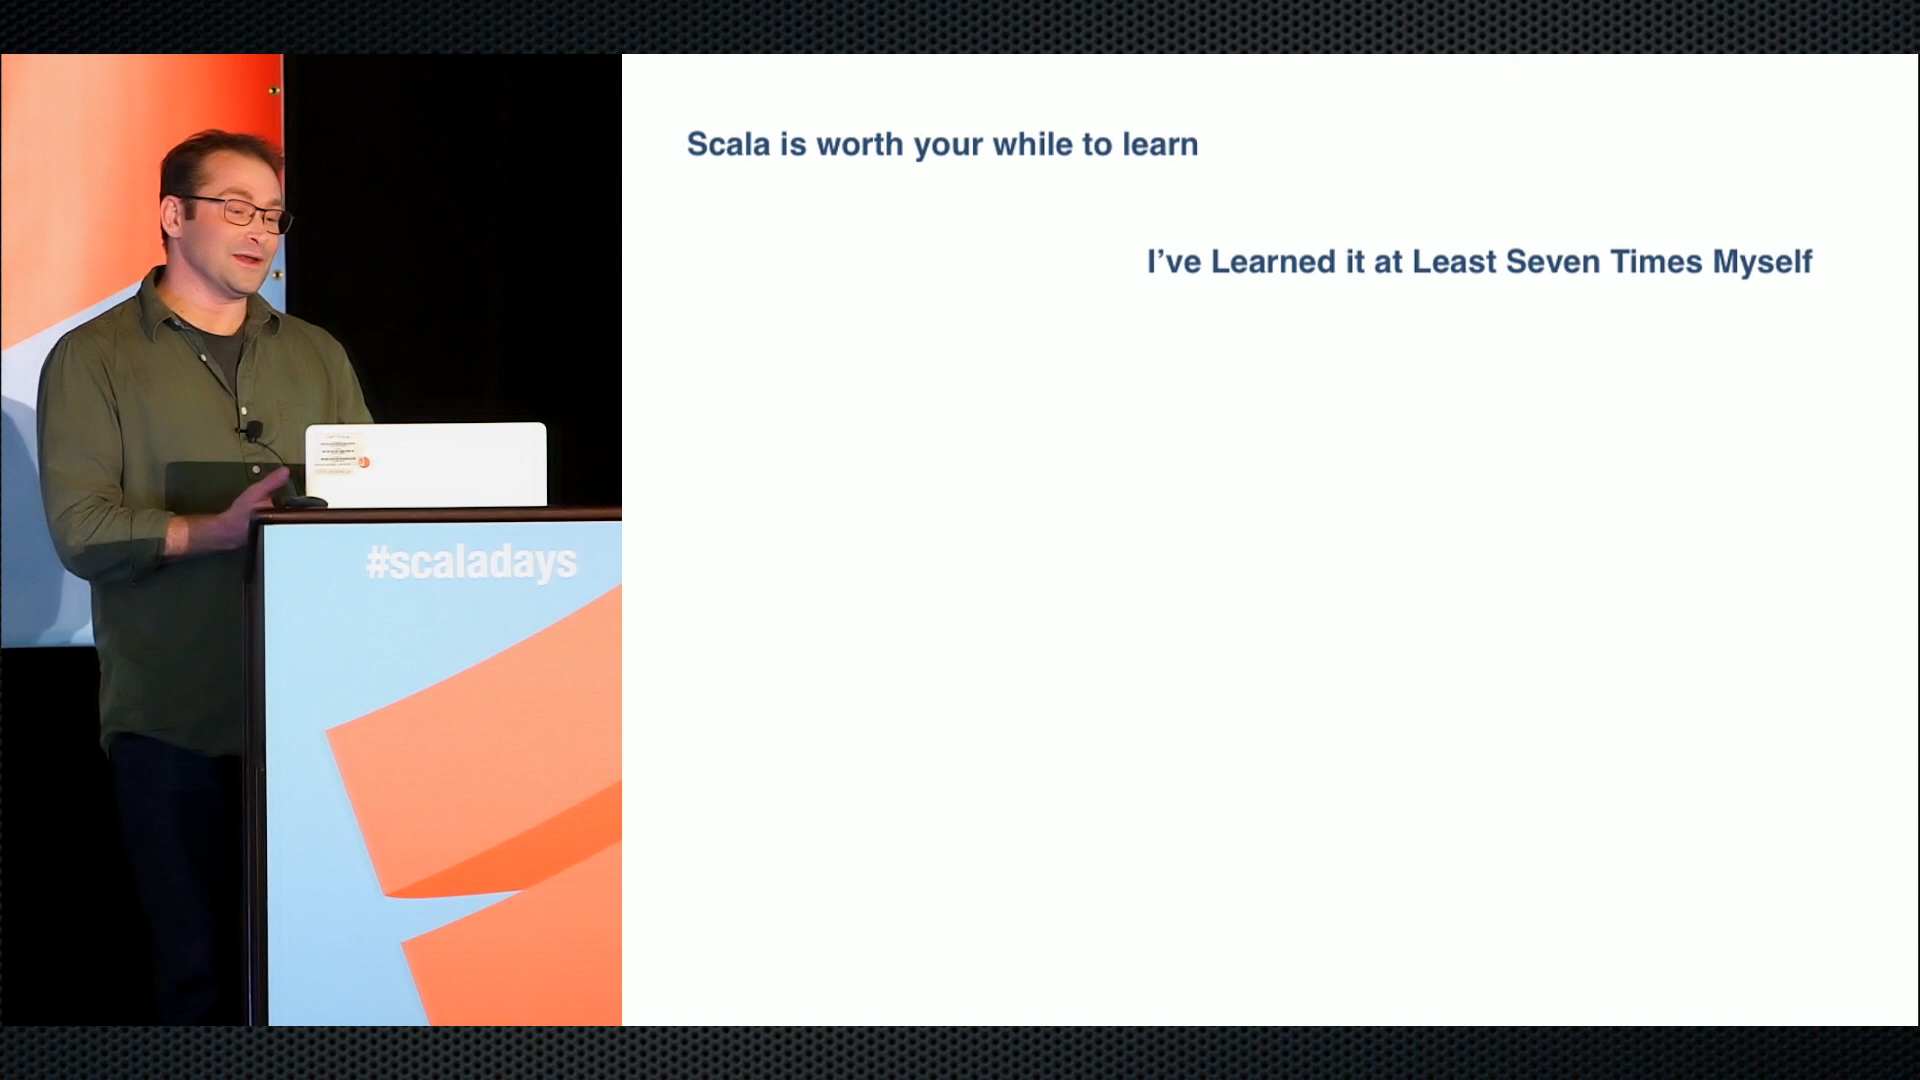 Scala is worth your while to learn
I’ve Learned it at Least Seven Times Myself
#scaladays